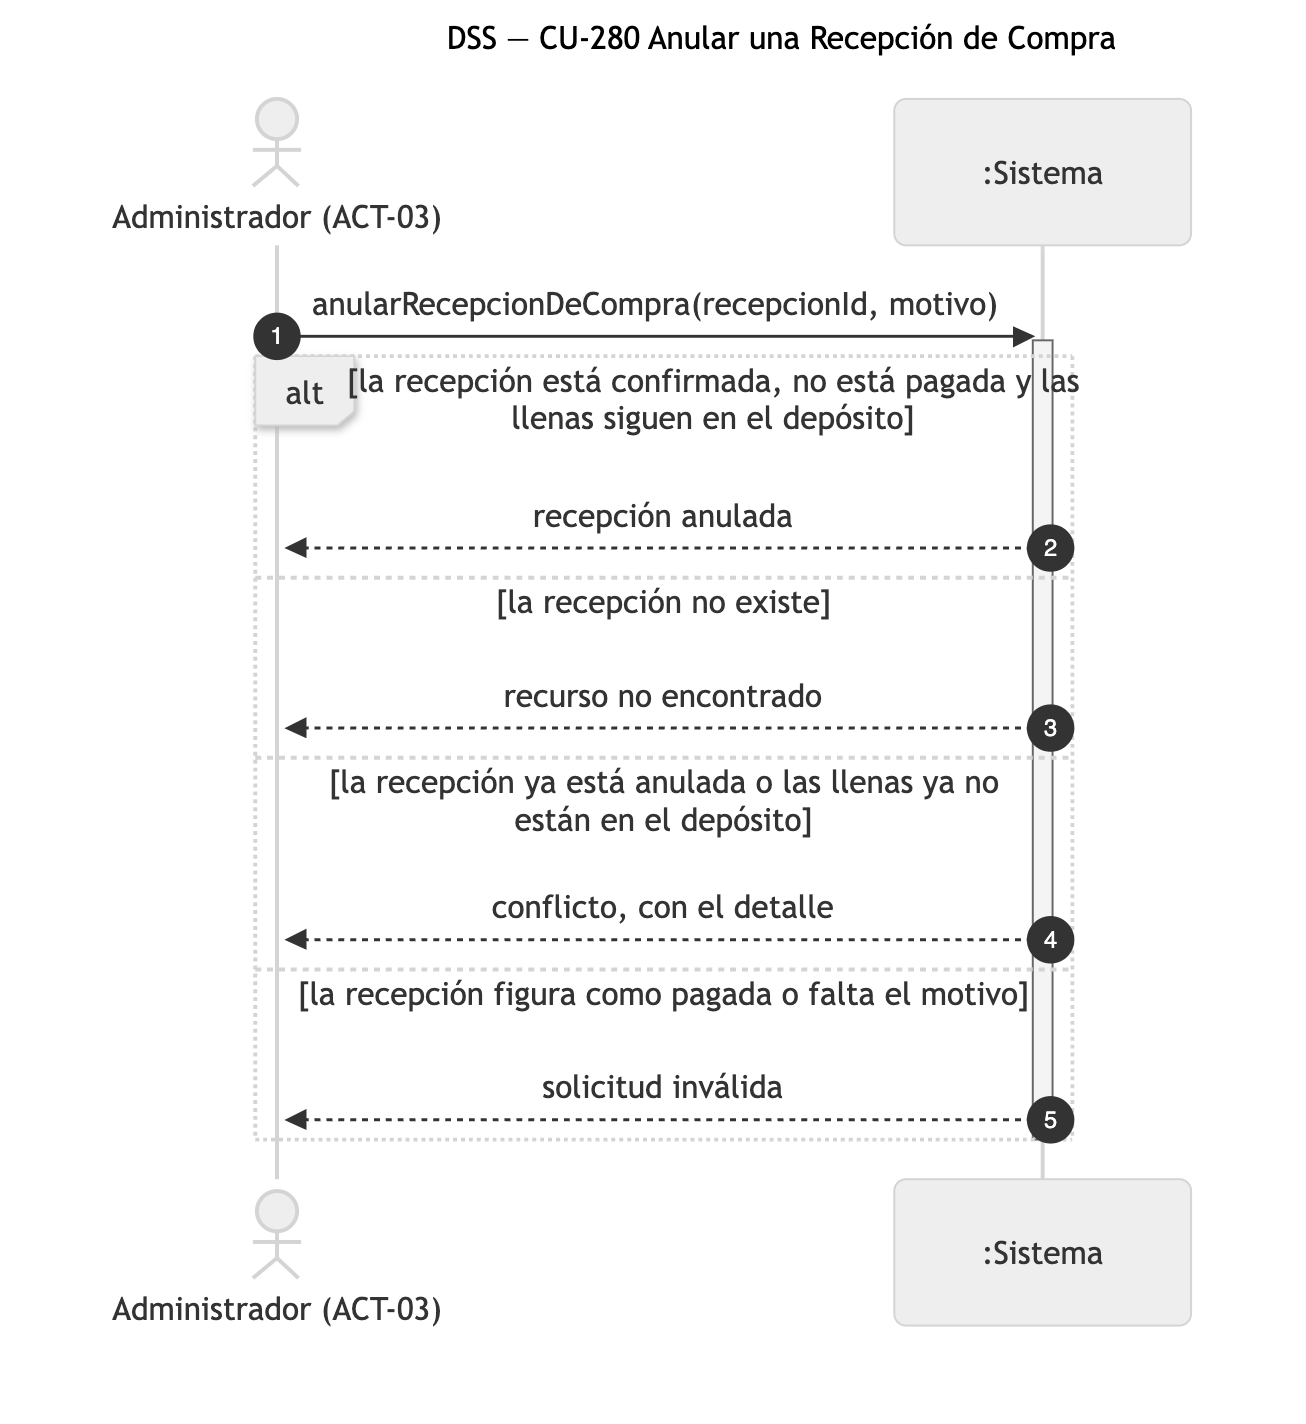 DSS — CU-280 Anular una Recepción de Compra
:Sistema
Administrador (ACT-03)
anularRecepcionDeCompra(recepcionId, motivo)
1
alt
[la recepción está confirmada, no está pagada y las
llenas siguen en el depósito]
recepción anulada
2
[la recepción no existe]
recurso no encontrado
3
[la recepción ya está anulada o las llenas ya no
están en el depósito]
conflicto, con el detalle
4
[la recepción figura como pagada o falta el motivo]
solicitud inválida
5
:Sistema
Administrador (ACT-03)